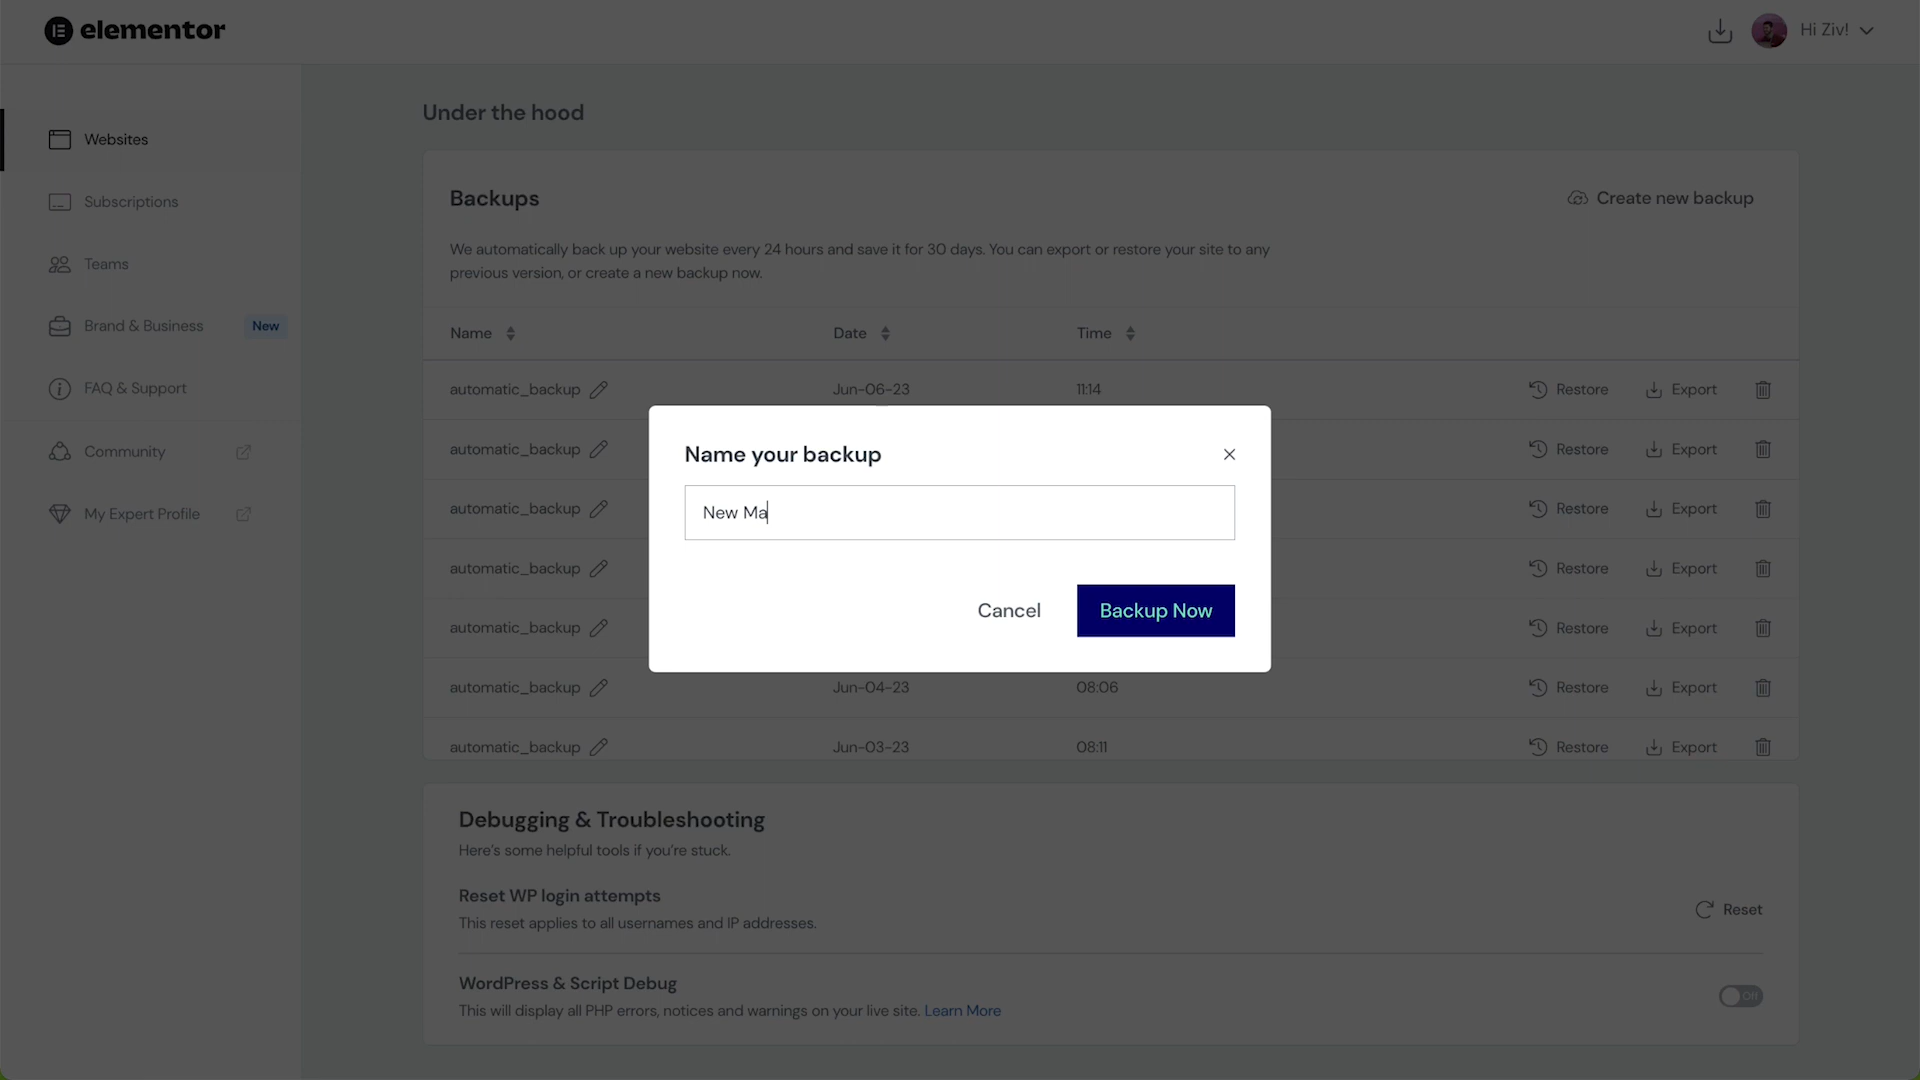 elementor
Hi Ziv!
Websites
Subscriptions
Teams
Brand & Business New
FAQ & Support
Community
My Expert Profile
Under the hood
Backups
Create new backup
We automatically back up your website every 24 hours and save it for 30 days. You can export or restore your site to any
previous version, or create a new backup now.
Name Date Time
automatic_backup Jun-06-23 11:14 Restore Export
automatic_backup Restore Export
automatic_backup Restore Export
automatic_backup Restore Export
automatic_backup Restore Export
automatic_backup Jun-04-23 08:06 Restore Export
automatic_backup Jun-03-23 08:11 Restore Export
Name your backup
New Ma
Cancel Backup Now
Debugging & Troubleshooting
Here's some helpful tools if you're stuck.
Reset WP login attempts
This reset applies to all usernames and IP addresses.
Reset
WordPress & Script Debug
This will display all PHP errors, notices and warnings on your live site. Learn More
Off